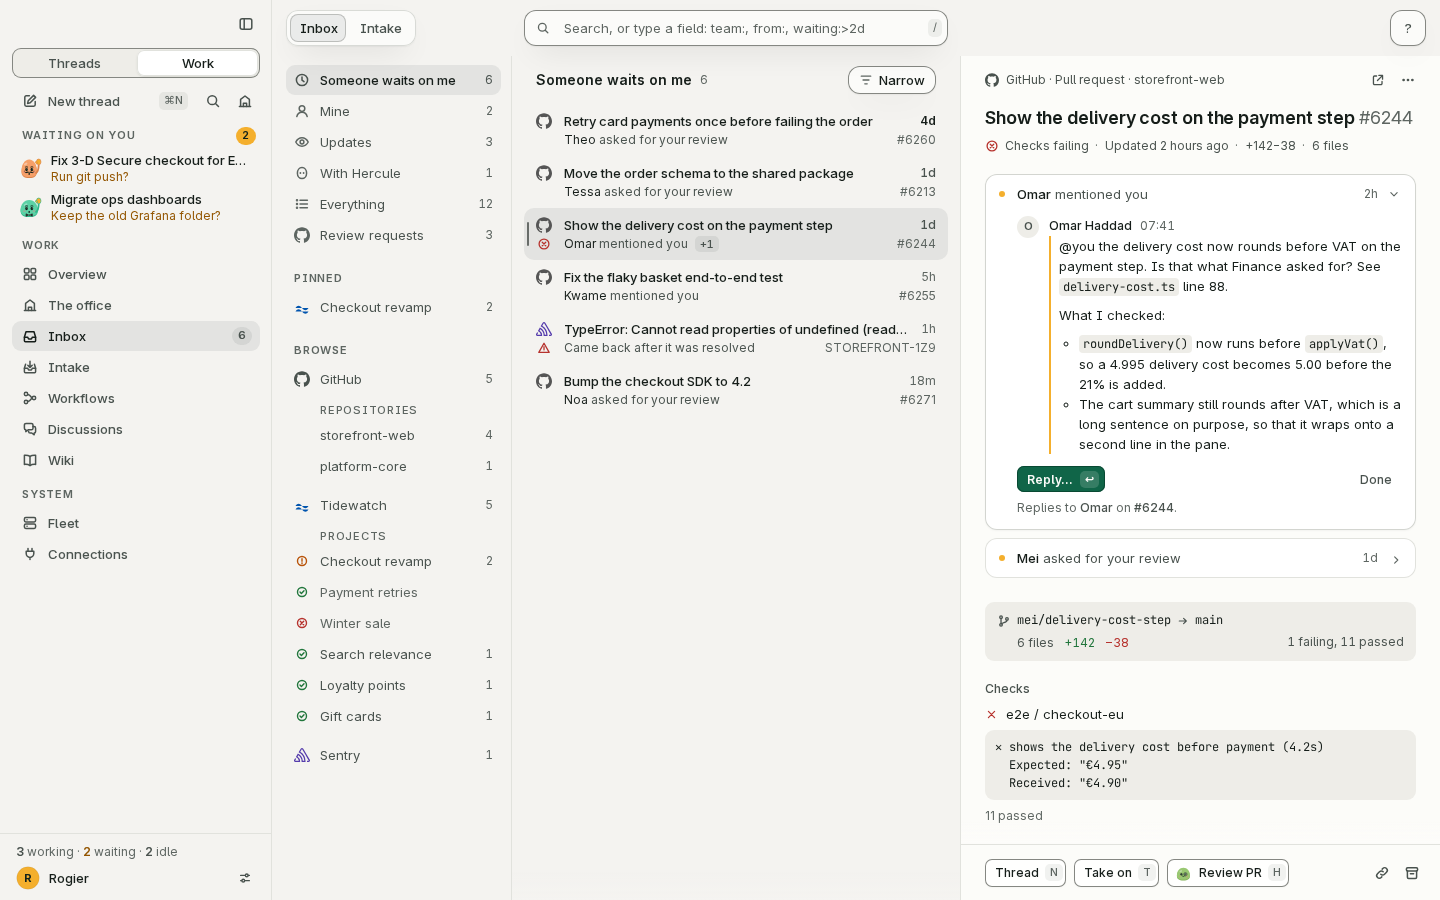 Threads
Work
New thread
⌘N
WAITING ON YOU
2
Fix 3-D Secure checkout for E…
Run git push?
Migrate ops dashboards
Keep the old Grafana folder?
WORK
Overview
The office
Inbox
6
Intake
Workflows
Discussions
Wiki
SYSTEM
Fleet
Connections
3 working · 2 waiting · 2 idle
R
Rogier
Inbox
Intake
Someone waits on me 6
Mine 2
Updates 3
With Hercule 1
Everything 12
Review requests 3
PINNED
Checkout revamp 2
BROWSE
GitHub 5
REPOSITORIES
storefront-web 4
platform-core 1
Tidewatch 5
PROJECTS
Checkout revamp 2
Payment retries
Winter sale
Search relevance 1
Loyalty points 1
Gift cards 1
Sentry 1
Search, or type a field: team:, from:, waiting:>2d
/
?
Someone waits on me 6
Narrow
Retry card payments once before failing the order 4d
Theo asked for your review #6260
Move the order schema to the shared package 1d
Tessa asked for your review #6213
Show the delivery cost on the payment step 1d
Omar mentioned you +1 #6244
Fix the flaky basket end-to-end test 5h
Kwame mentioned you #6255
TypeError: Cannot read properties of undefined (read… 1h
Came back after it was resolved STOREFRONT-1Z9
Bump the checkout SDK to 4.2 18m
Noa asked for your review #6271
GitHub · Pull request · storefront-web
Show the delivery cost on the payment step #6244
Checks failing · Updated 2 hours ago · +142−38 · 6 files
Omar mentioned you 2h
O
Omar Haddad 07:41
@you the delivery cost now rounds before VAT on the
payment step. Is that what Finance asked for? See
delivery-cost.ts line 88.
What I checked:
roundDelivery() now runs before applyVat(),
so a 4.995 delivery cost becomes 5.00 before the
21% is added.
The cart summary still rounds after VAT, which is a
long sentence on purpose, so that it wraps onto a
second line in the pane.
Reply… ↩
Done
Replies to Omar on #6244.
Mei asked for your review 1d
mei/delivery-cost-step → main
6 files +142 −38 1 failing, 11 passed
Checks
e2e / checkout-eu
× shows the delivery cost before payment (4.2s)
Expected: "€4.95"
Received: "€4.90"
11 passed
Thread N
Take on T
Review PR H